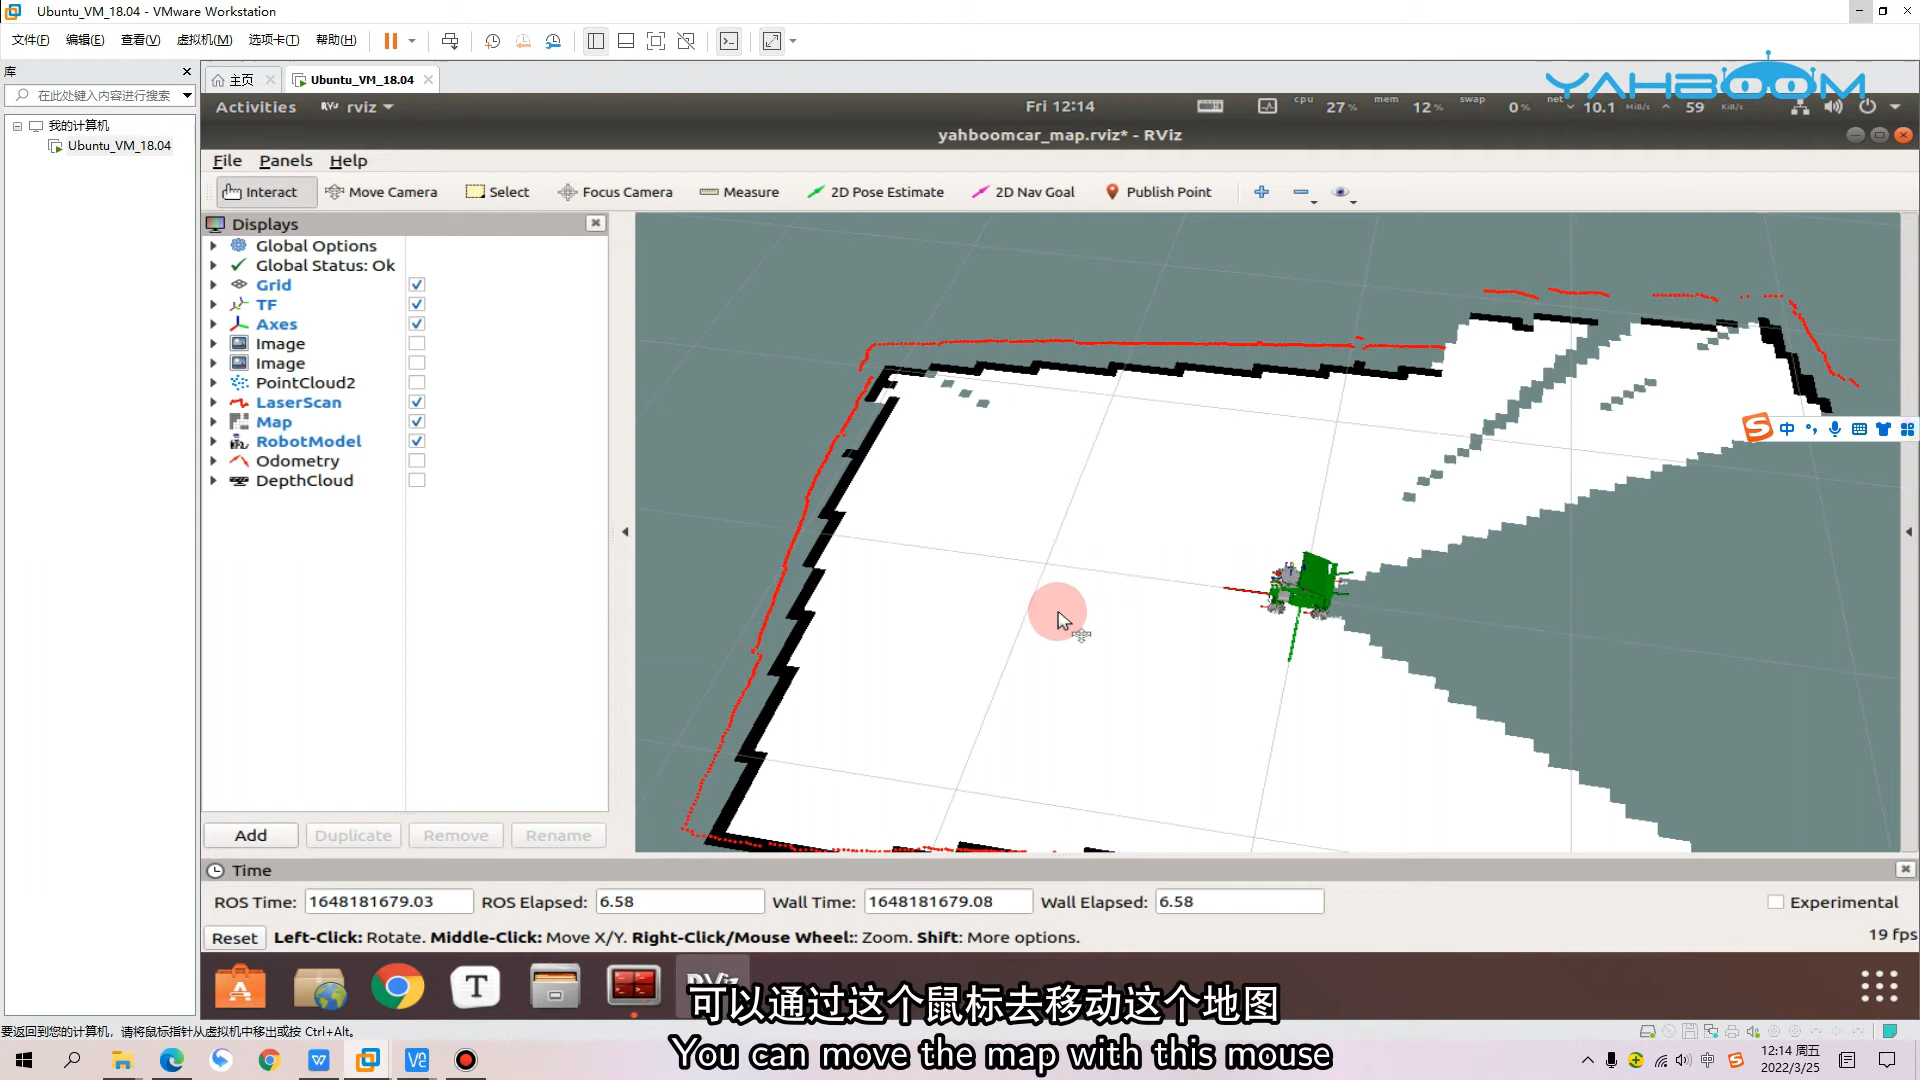 Ubuntu_VM_18.04 - VMware Workstation
文件(F) 编辑(E) 查看(V) 虚拟机(M) 选项卡(T) 帮助(H)
库
主页 Ubuntu_VM_18.04
YAHBOOM
在此处键入内容进行搜索
我的计算机
Ubuntu_VM_18.04
Activities RViz rviz Fri 12:14 cpu 27% mem 12% swap 0% net 10.1 MiB/s 59 KiB/s
yahboomcar_map.rviz* - RViz
File Panels Help
Interact Move Camera Select Focus Camera Measure 2D Pose Estimate 2D Nav Goal Publish Point
Displays
Global Options
Global Status: Ok
Grid
TF
Axes
Image
Image
PointCloud2
LaserScan
Map
RobotModel
Odometry
DepthCloud
中
Add Duplicate Remove Rename
Time
ROS Time: 1648181679.03 ROS Elapsed: 6.58 Wall Time: 1648181679.08 Wall Elapsed: 6.58 Experimental
Reset Left-Click: Rotate. Middle-Click: Move X/Y. Right-Click/Mouse Wheel:: Zoom. Shift: More options. 19 fps
可以通过这个鼠标去移动这个地图
要返回到您的计算机，请将鼠标指针从虚拟机中移出或按 Ctrl+Alt。
You can move the map with this mouse
中 12:14 周五
2022/3/25